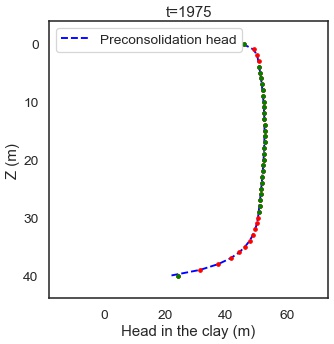 t=1975
Preconsolidation head
0
10
20
30
40
Z (m)
0 20 40 60
Head in the clay (m)